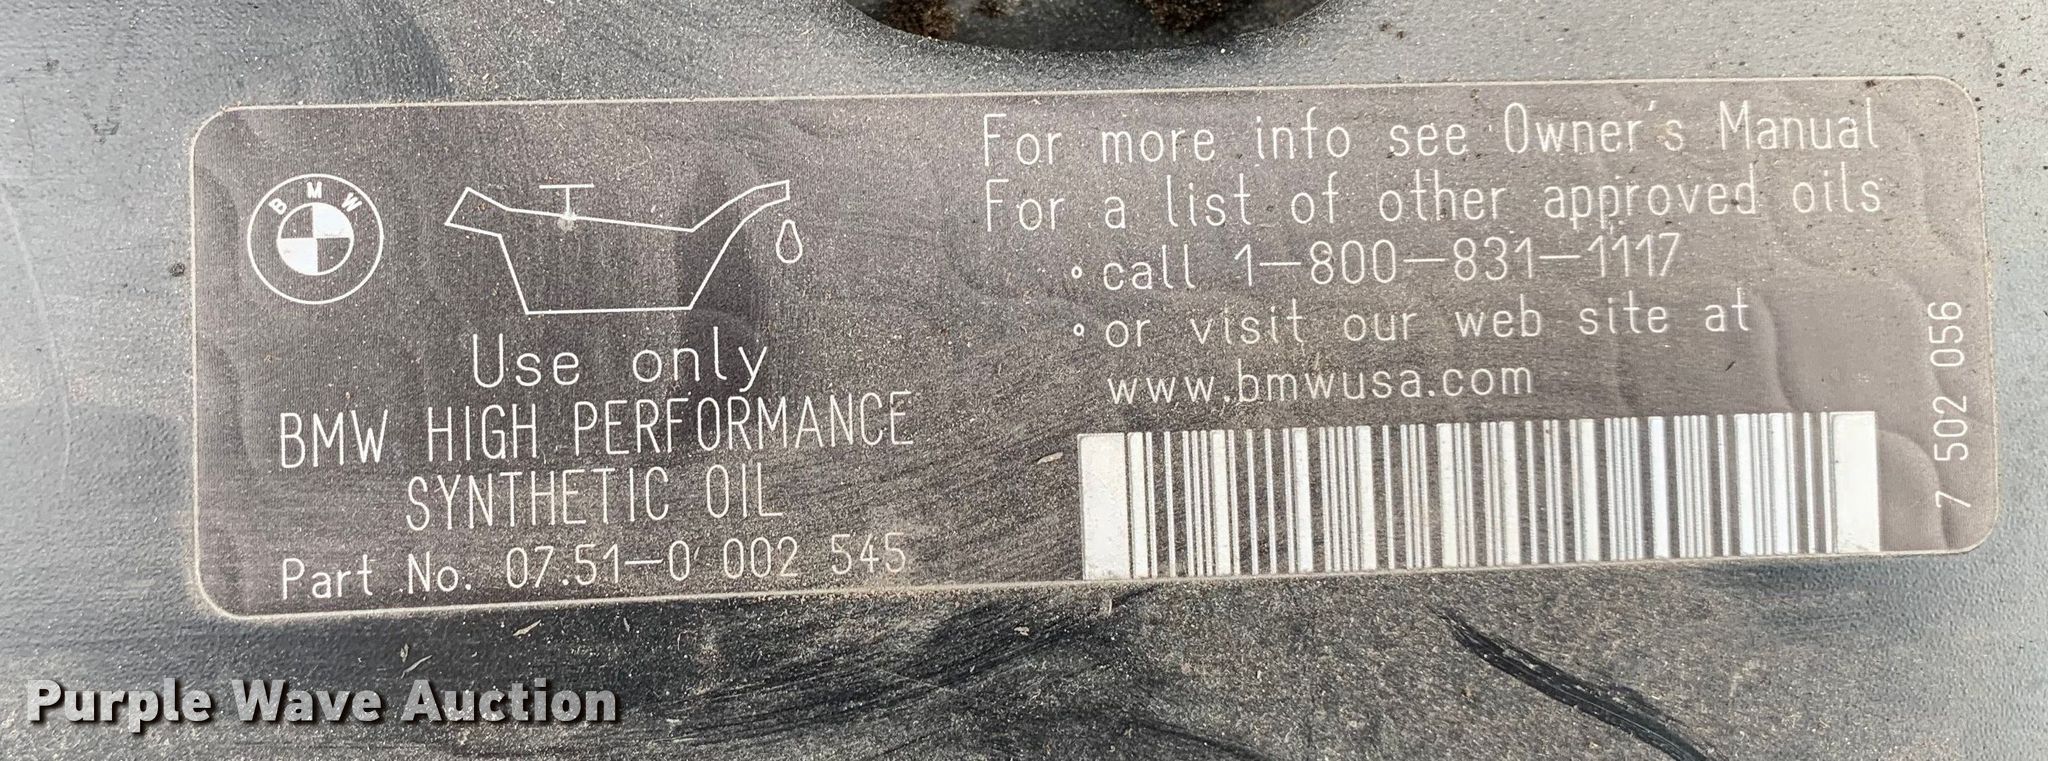 BMW
Use only
BMW HIGH PERFORMANCE
SYNTHETIC OIL
Part No. 07.51-0 002 545
For more info see Owner's Manual
For a list of other approved oils
• call 1-800-831-1117
• or visit our web site at
www.bmwusa.com
7 502 056
Purple Wave Auction